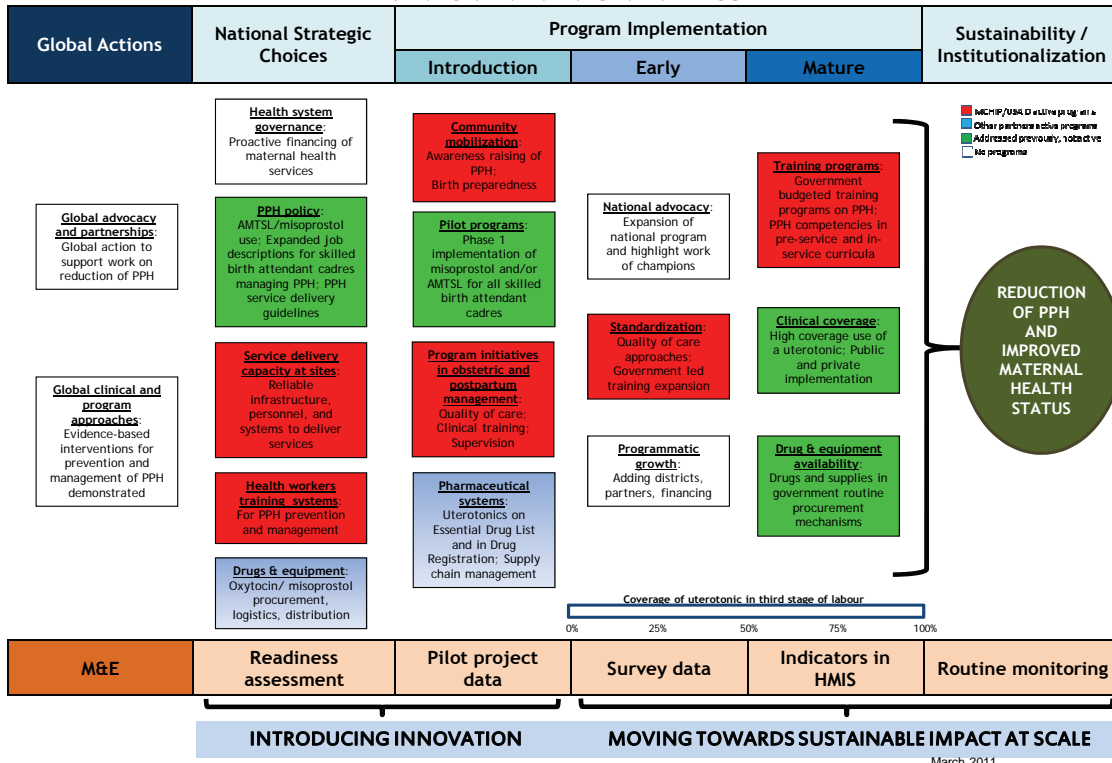 Global Actions
National Strategic
Choices
Program Implementation
Introduction
Early
Mature
Sustainability /
Institutionalization
Global advocacy
and partnerships:
Global action to
support work on
reduction of PPH
Global clinical and
program
approaches:
Evidence-based
interventions for
prevention and
management of PPH
demonstrated
Health system
governance:
Proactive financing of
maternal health
services
PPH policy:
AMTSL/misoprostol
use; Expanded job
descriptions for skilled
birth attendant cadres
managing PPH; PPH
service delivery
guidelines
Service delivery
capacity at sites:
Reliable
infrastructure,
personnel, and
systems to deliver
services
Health workers
training systems:
For PPH prevention
and management
Drugs & equipment:
Oxytocin/ misoprostol
procurement,
logistics, distribution
Community
mobilization:
Awareness raising of
PPH;
Birth preparedness
Pilot programs:
Phase 1
implementation of
misoprostol and/or
AMTSL for all skilled
birth attendant
cadres
Program initiatives
in obstetric and
postpartum
management:
Quality of care;
Clinical training;
Supervision
Pharmaceutical
systems:
Uterotonics on
Essential Drug List
and in Drug
Registration; Supply
chain management
National advocacy:
Expansion of
national program
and highlight work
of champions
Standardization:
Quality of care
approaches;
Government led
training expansion
Programmatic
growth:
Adding districts,
partners, financing
Training programs:
Government
budgeted training
programs on PPH;
PPH competencies in
pre-service and in-
service curricula
Clinical coverage:
High coverage use of
a uterotonic; Public
and private
implementation
Drug & equipment
availability:
Drugs and supplies in
government routine
procurement
mechanisms
MCHIP/USAID active programs
Other partners active programs
Addressed previously, not active
No programs
REDUCTION
OF PPH
AND
IMPROVED
MATERNAL
HEALTH
STATUS
Coverage of uterotonic in third stage of labour
0% 25% 50% 75% 100%
M&E
Readiness
assessment
Pilot project
data
Survey data
Indicators in
HMIS
Routine monitoring
INTRODUCING INNOVATION
MOVING TOWARDS SUSTAINABLE IMPACT AT SCALE
March 2011